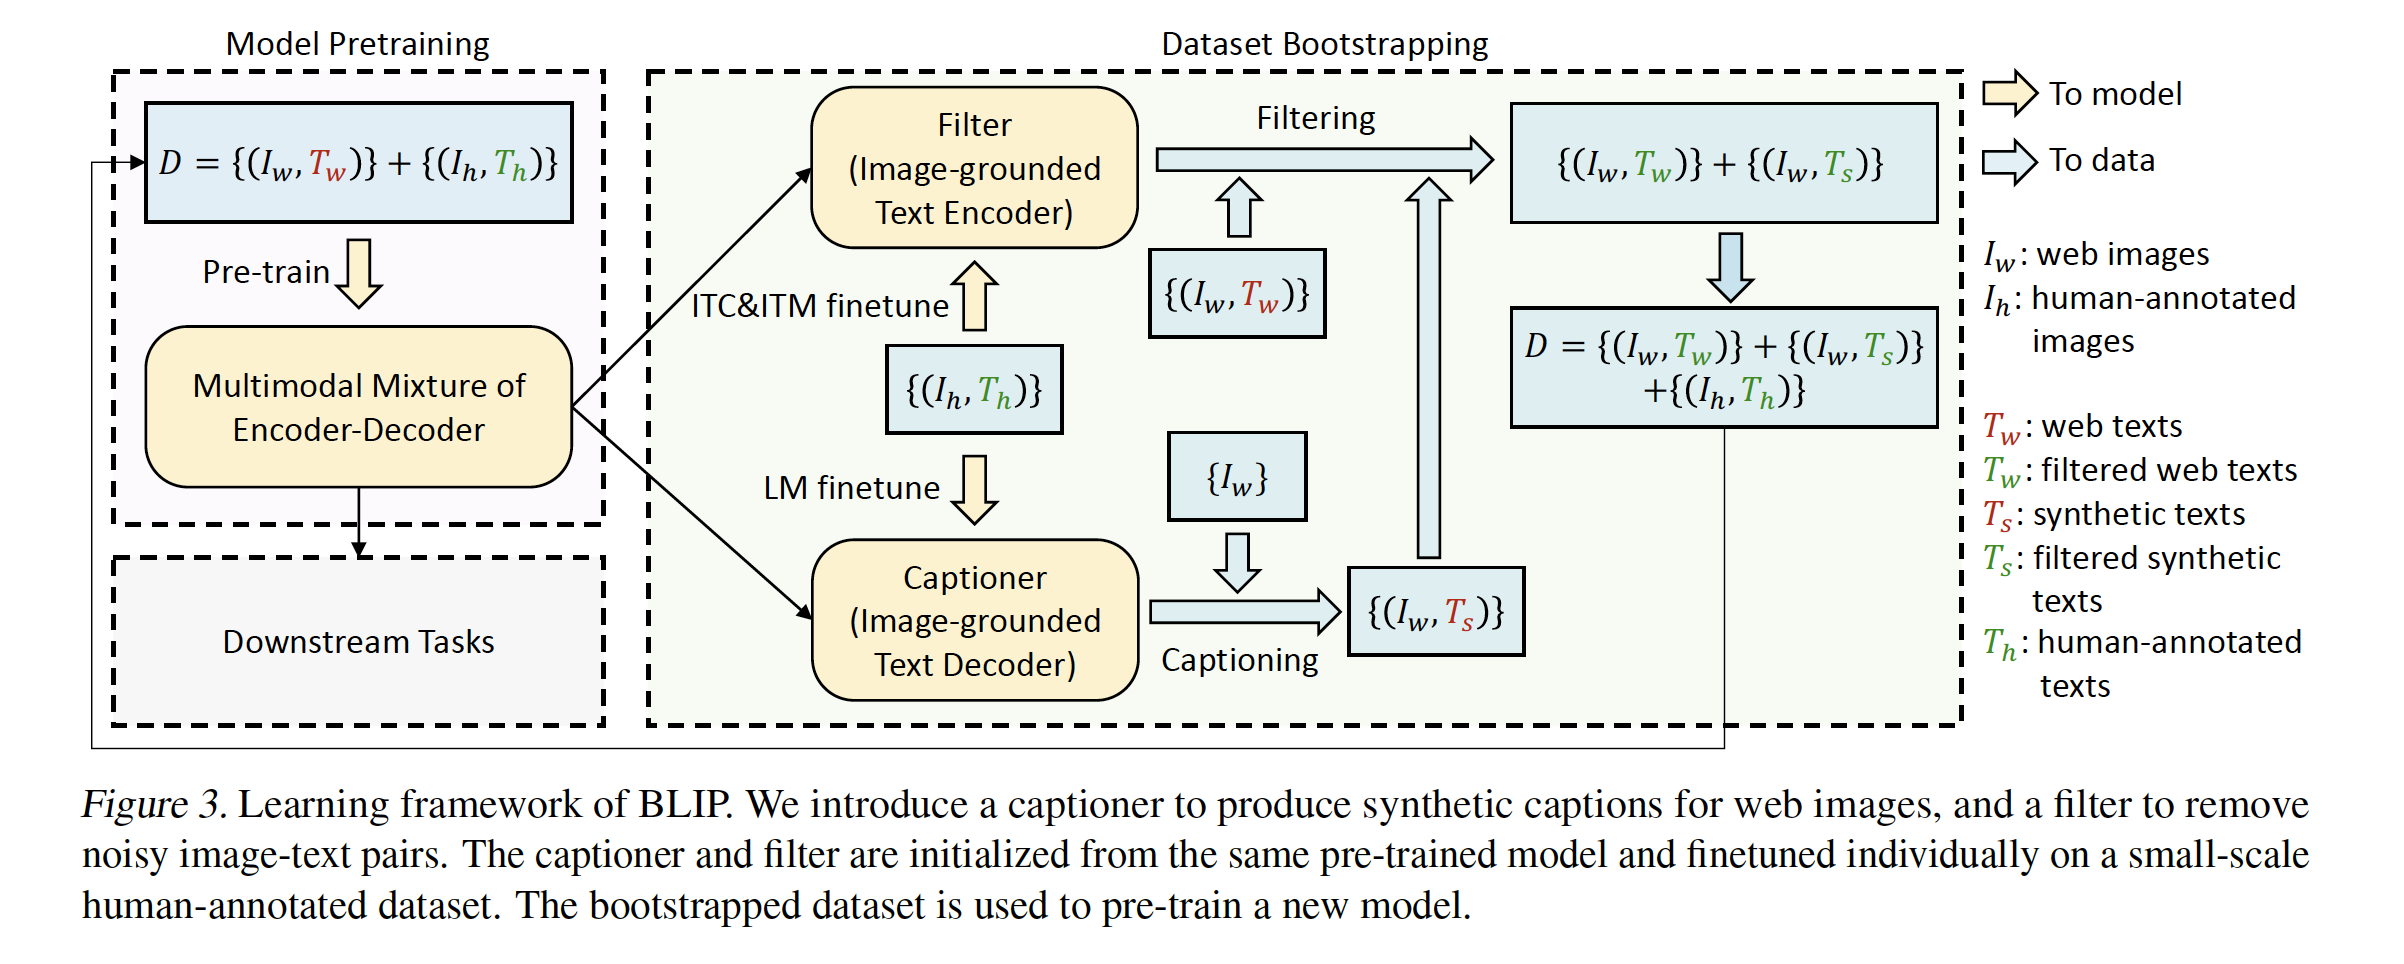 Model Pretraining
D = {(I_w, T_w)} + {(I_h, T_h)}
Pre-train
Multimodal Mixture of
Encoder-Decoder
Downstream Tasks
Dataset Bootstrapping
Filter
(Image-grounded
Text Encoder)
ITC&ITM finetune
{(I_h, T_h)}
LM finetune
Captioner
(Image-grounded
Text Decoder)
Filtering
{(I_w, T_w)}
{I_w}
Captioning
{(I_w, T_s)}
{(I_w, T_w)} + {(I_w, T_s)}
D = {(I_w, T_w)} + {(I_w, T_s)}
+{(I_h, T_h)}
To model
To data
I_w: web images
I_h: human-annotated
images
T_w: web texts
T_w: filtered web texts
T_s: synthetic texts
T_s: filtered synthetic
texts
T_h: human-annotated
texts
Figure 3. Learning framework of BLIP. We introduce a captioner to produce synthetic captions for web images, and a filter to remove
noisy image-text pairs. The captioner and filter are initialized from the same pre-trained model and finetuned individually on a small-scale
human-annotated dataset. The bootstrapped dataset is used to pre-train a new model.